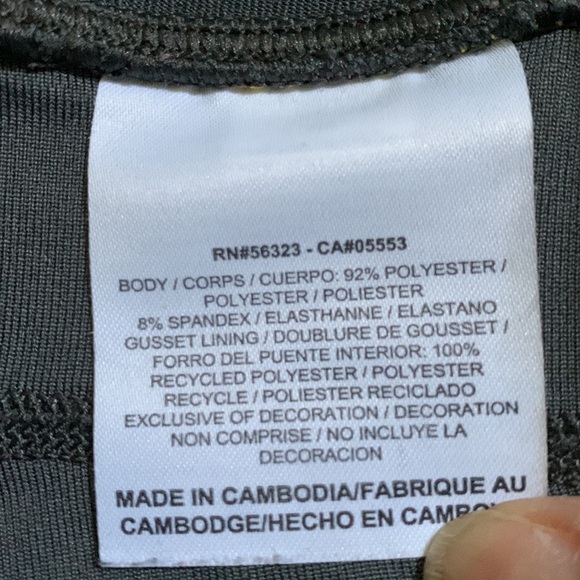 RN#56323 - CA#05553
BODY / CORPS / CUERPO: 92% POLYESTER /
POLYESTER / POLIESTER
8% SPANDEX / ELASTHANNE / ELASTANO
GUSSET LINING / DOUBLURE DE GOUSSET /
FORRO DEL PUENTE INTERIOR: 100%
RECYCLED POLYESTER / POLYESTER
RECYCLE / POLIESTER RECICLADO
EXCLUSIVE OF DECORATION / DECORATION
NON COMPRISE / NO INCLUYE LA
DECORACION
MADE IN CAMBODIA/FABRIQUE AU
CAMBODGE/HECHO EN